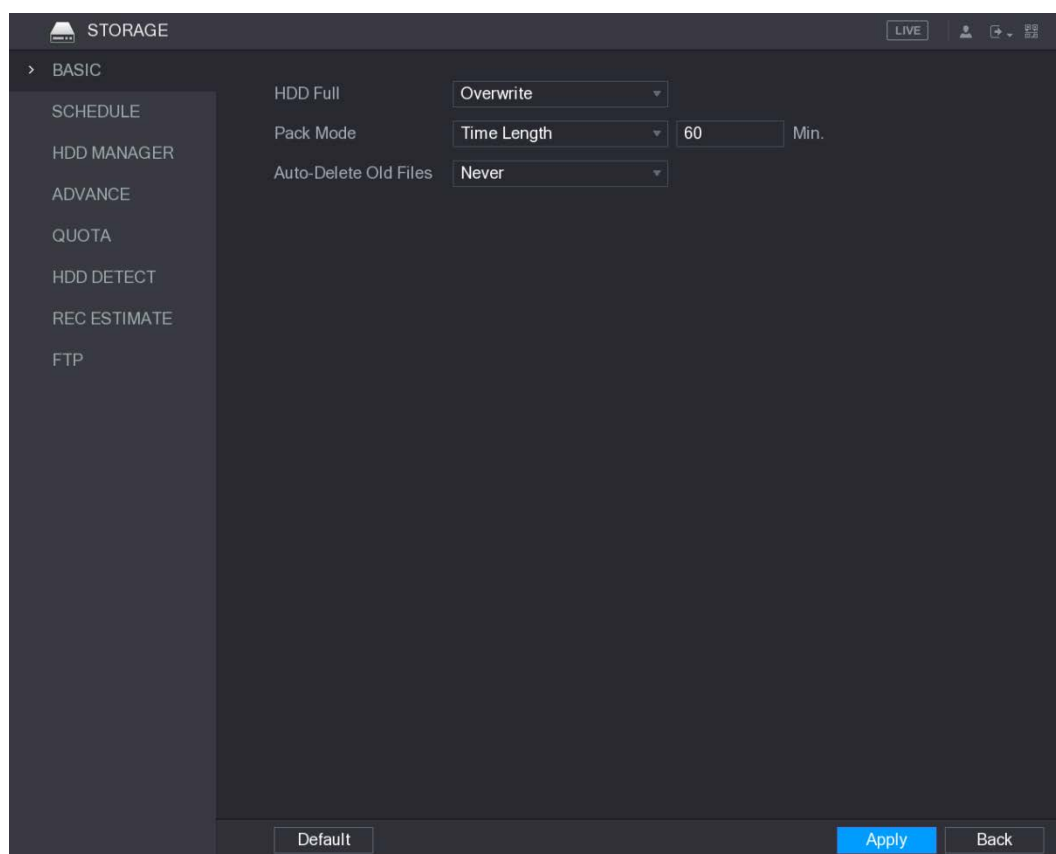 STORAGE
LIVE
BASIC
SCHEDULE
HDD MANAGER
ADVANCE
QUOTA
HDD DETECT
REC ESTIMATE
FTP
HDD Full Overwrite
Pack Mode Time Length 60 Min.
Auto-Delete Old Files Never
Default Apply Back